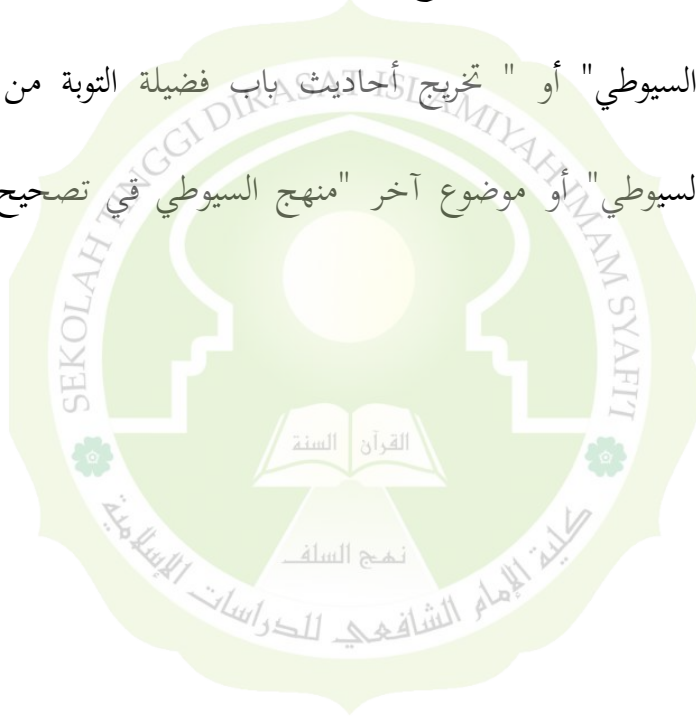 السيوطي" أو " تخريج أحاديث باب فضيلة التوبة من
لسيوطي" أو موضوع آخر "منهج السيوطي في تصحيح
SEKOLAH TINGGI DIRASAT ISLAMIYAH IMAM SYAFI'I
القرآن السنة
نهج السلف
كلية الإمام الشافعي للدراسات الإسلامية